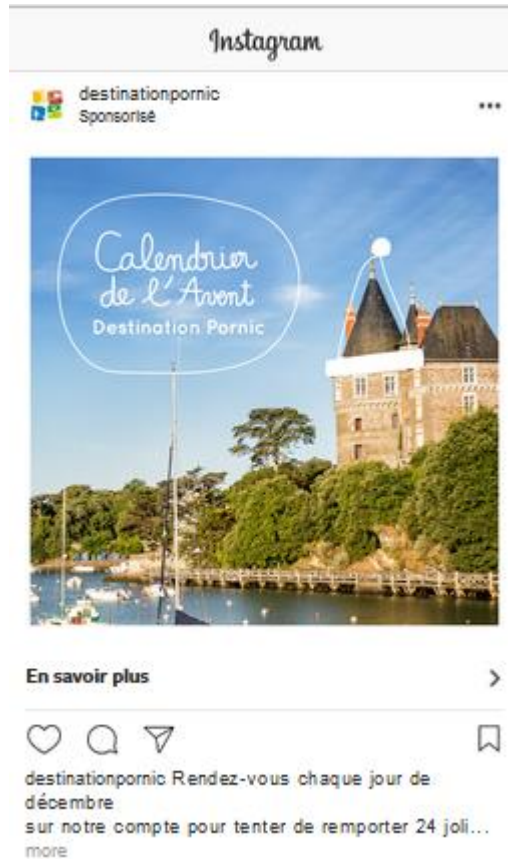 Instagram
destinationpornic
Sponsorisé
Calendrier
de l'Avent
Destination Pornic
En savoir plus
destinationpornic Rendez-vous chaque jour de
décembre
sur notre compte pour tenter de remporter 24 joli...
more